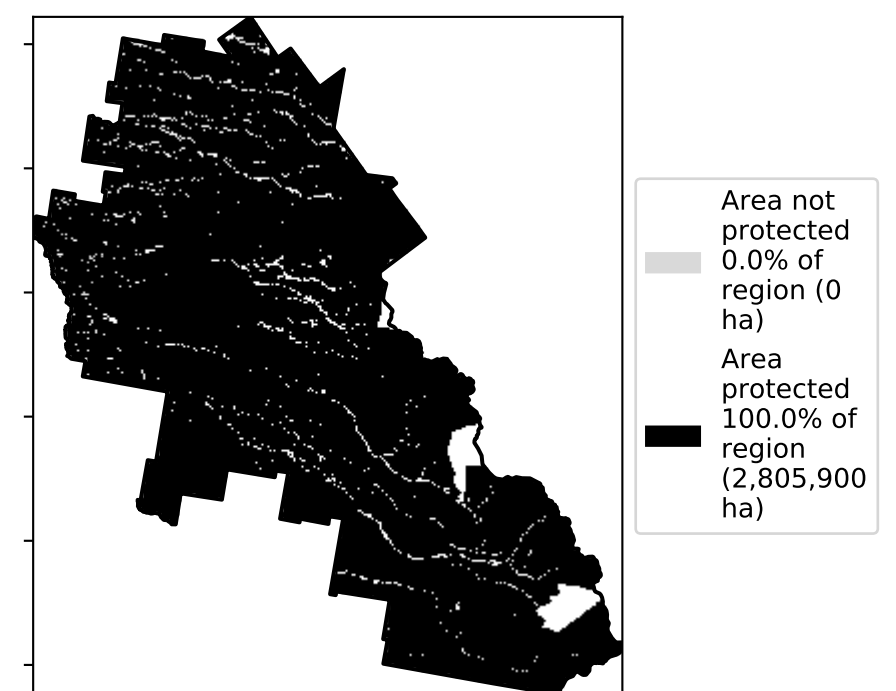 Area not
protected
0.0% of
region (0
ha)
Area
protected
100.0% of
region
(2,805,900
ha)